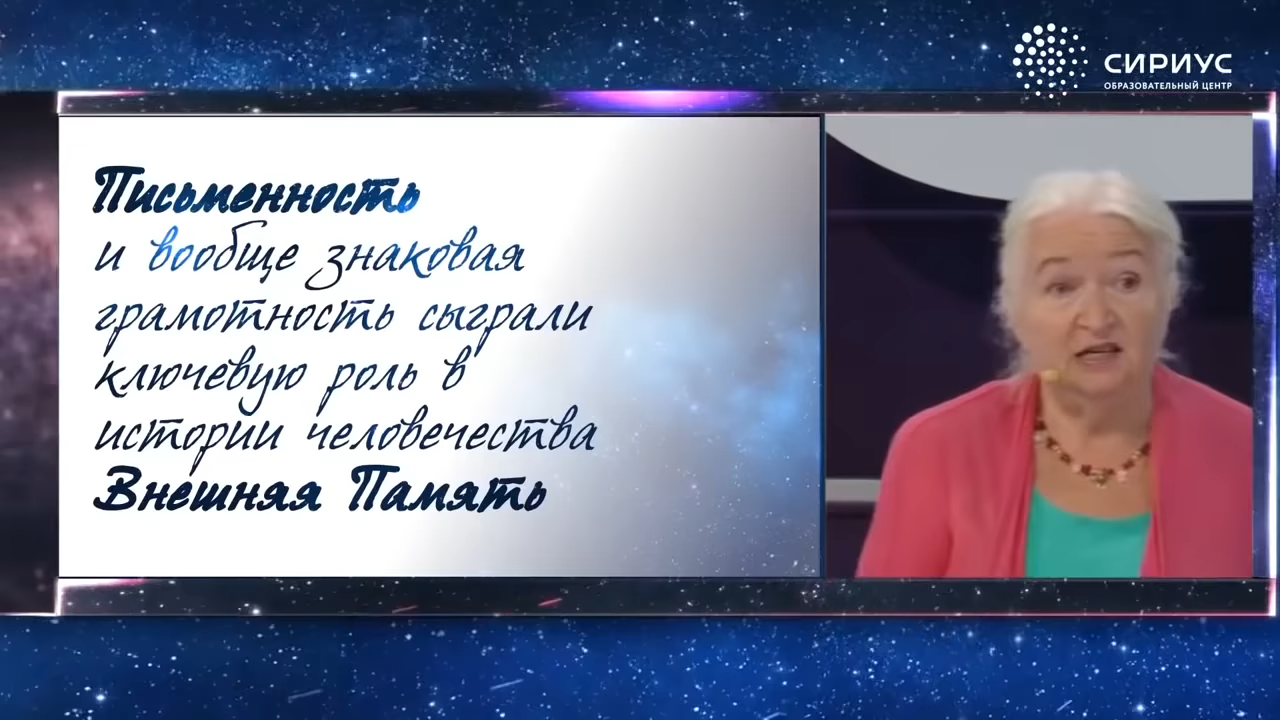 СИРИУС
ОБРАЗОВАТЕЛЬНЫЙ ЦЕНТР
Письменность
и вообще знаковая
грамотность сыграли
ключевую роль в
истории человечества
Внешняя Память